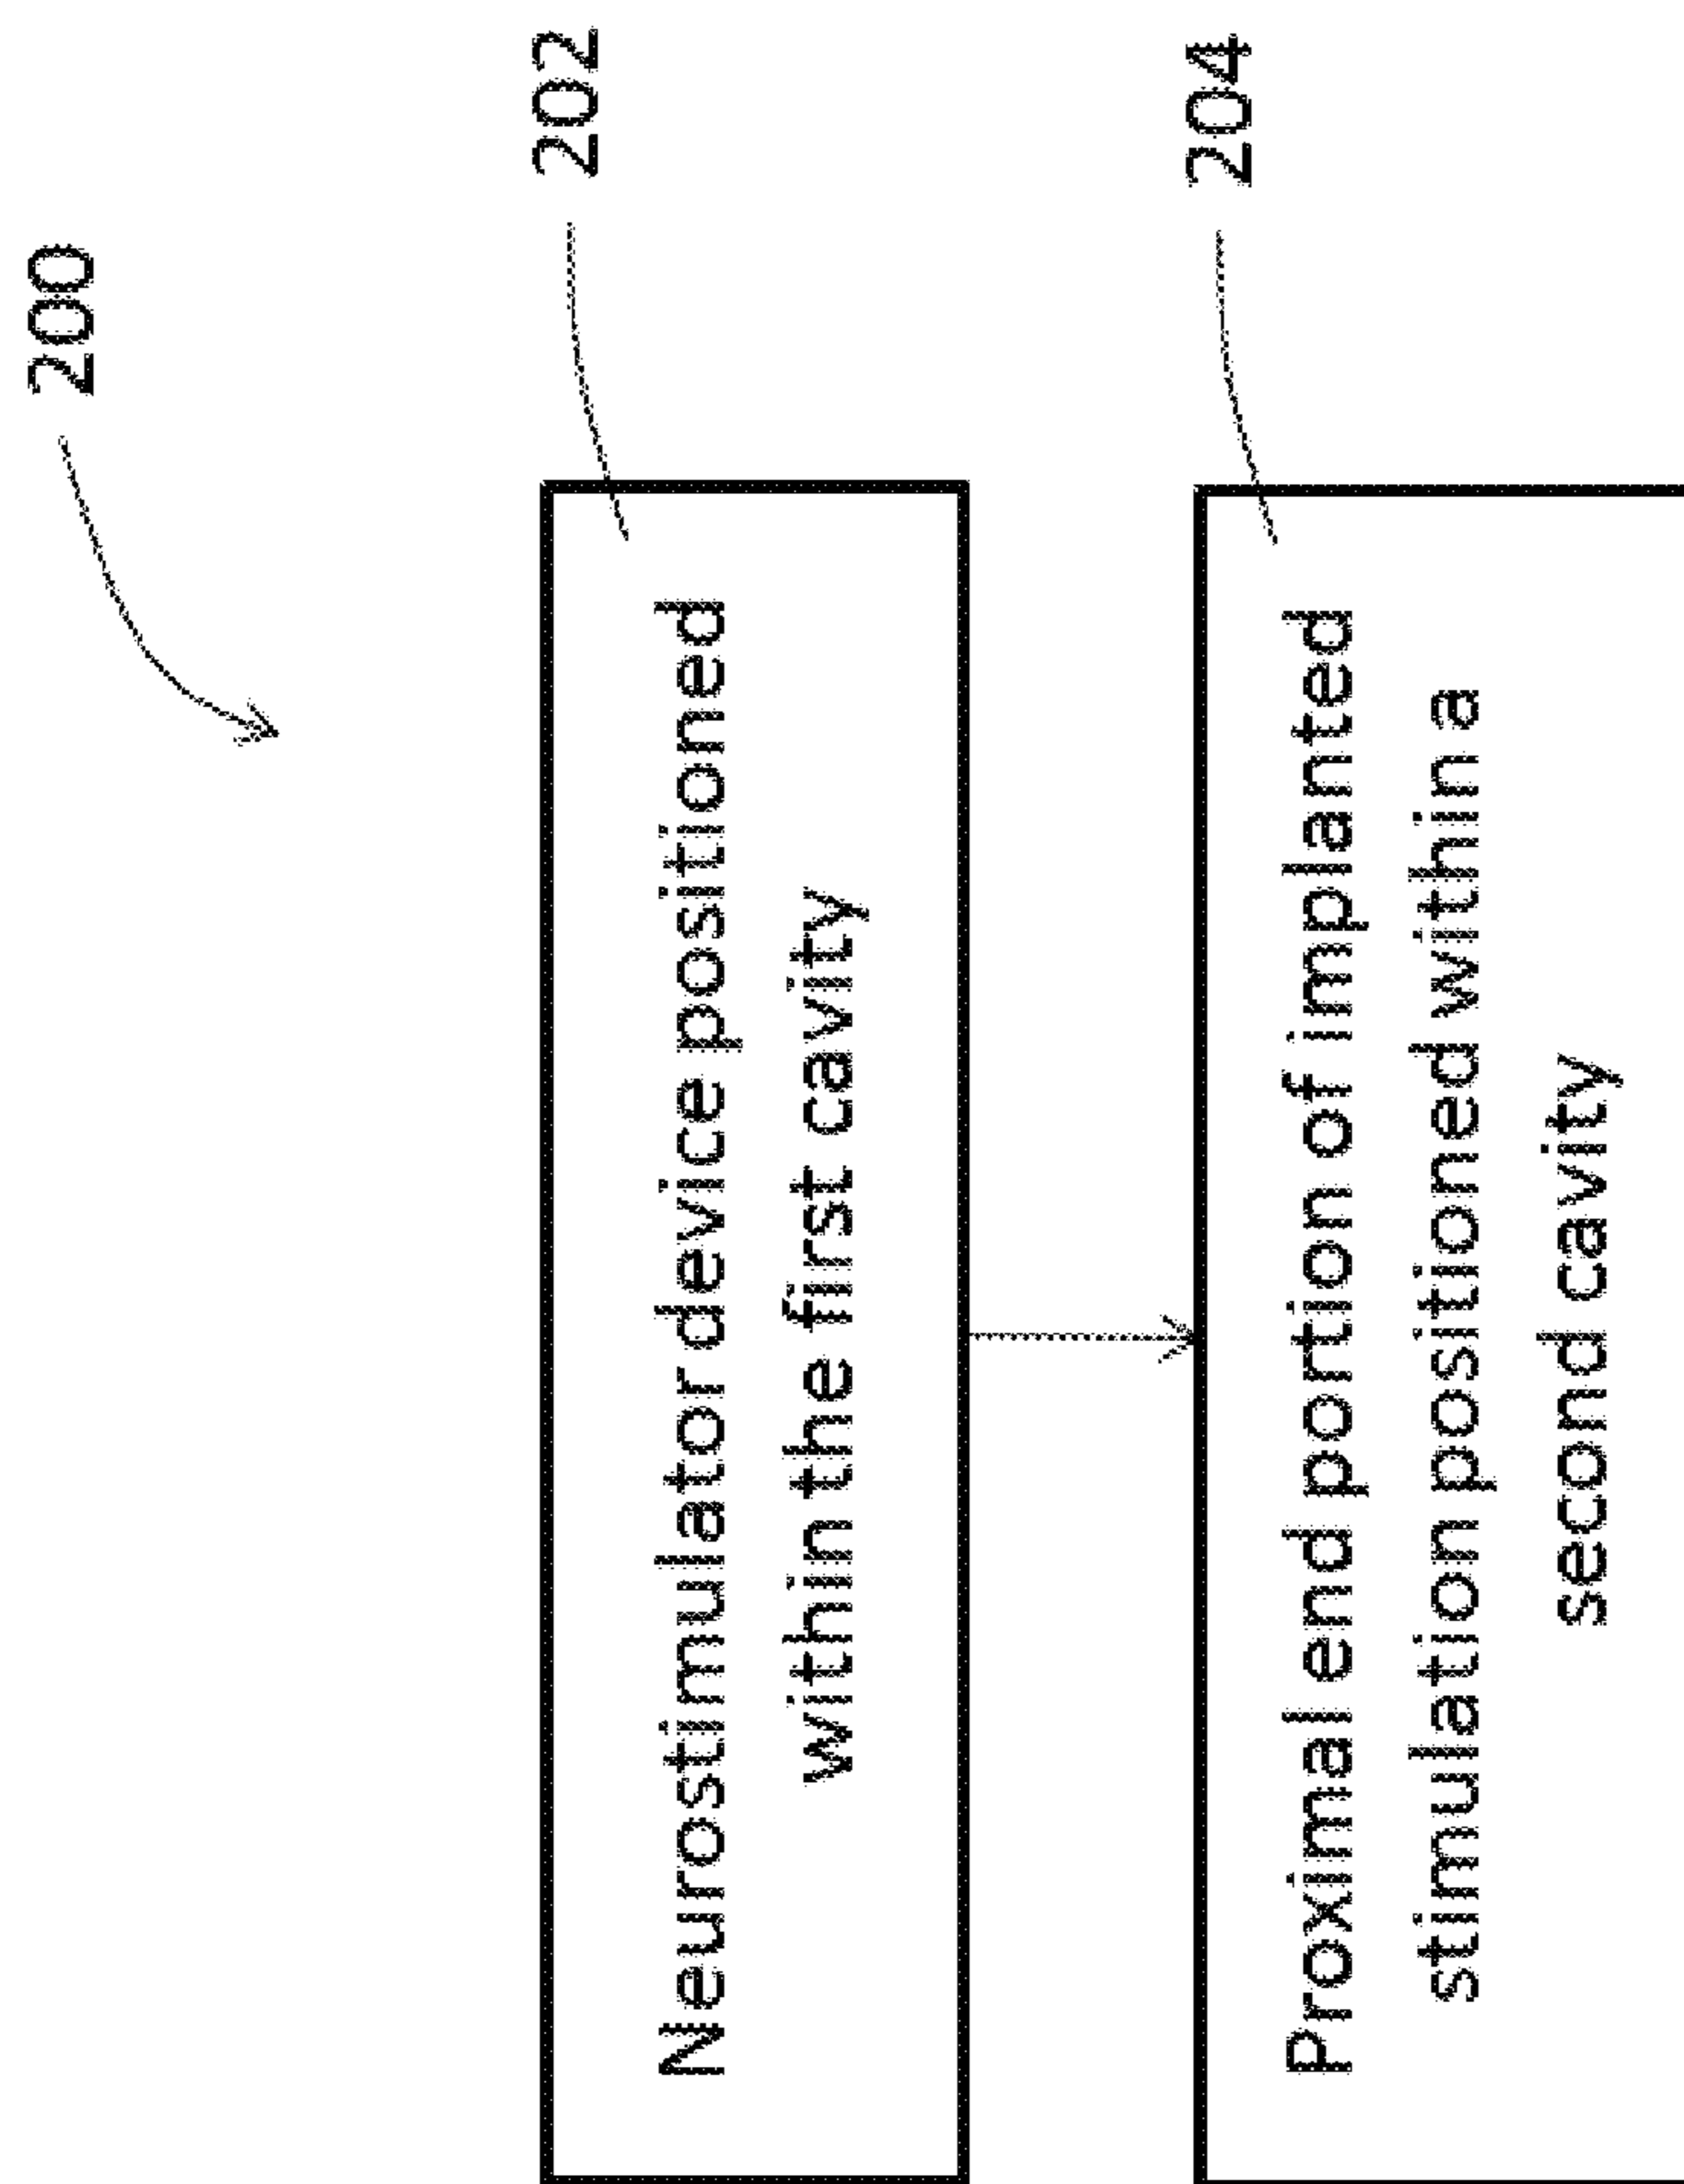 200
202
Neurostimulator device positioned
within the first cavity
204
Proximal end portion of implanted
stimulation positioned within a
second cavity